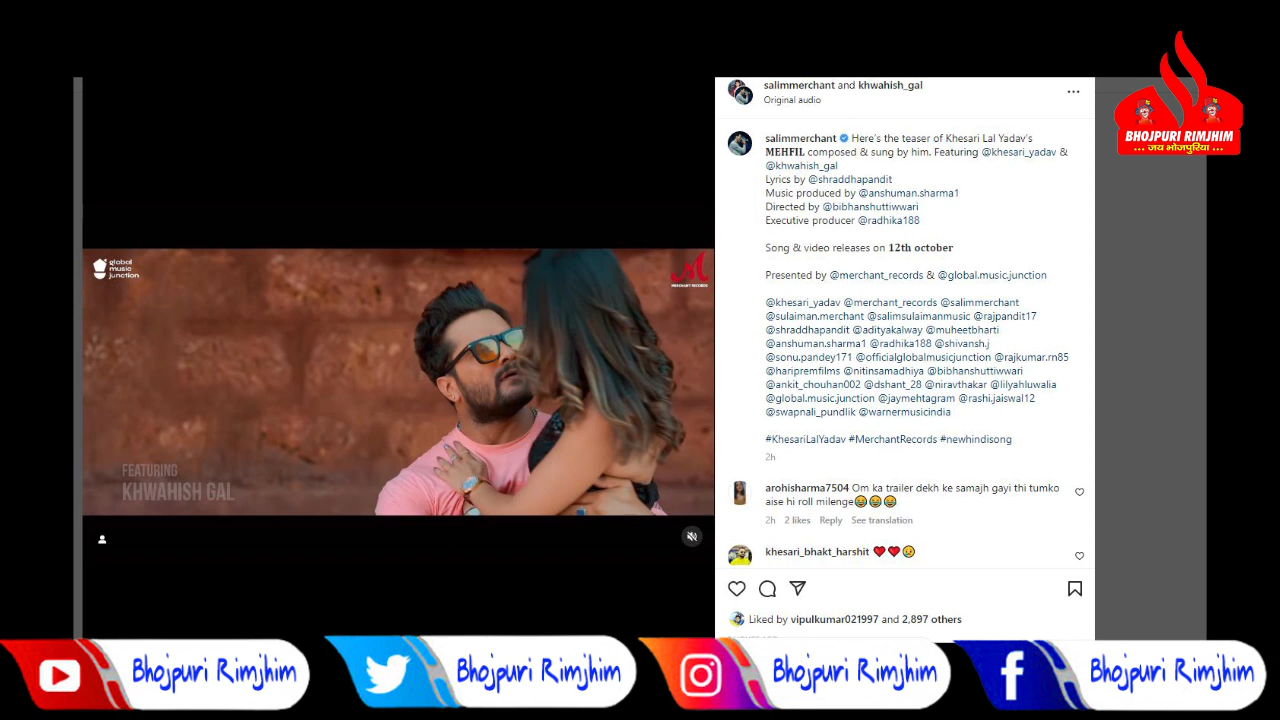 salimmerchant and khwahish_gal
Original audio
salimmerchant Here's the teaser of Khesari Lal Yadav's
MEHFIL composed & sung by him. Featuring @khesari_yadav &
@khwahish_gal
Lyrics by @shraddhapandit
Music produced by @anshuman.sharma1
Directed by @bibhanshuttiwwari
Executive producer @radhika188
Song & video releases on 12th october
Presented by @merchant_records & @global.music.junction
@khesari_yadav @merchant_records @salimmerchant
@sulaiman.merchant @salimsulaimanmusic @rajpandit17
@shraddhapandit @adityakalway @muheetbharti
@anshuman.sharma1 @radhika188 @shivansh.j
@sonu.pandey171 @officialglobalmusicjunction @rajkumar.rn85
@haripremfilms @nitinsamadhiya @bibhanshuttiwwari
@ankit_chouhan002 @dshant_28 @niravthakar @lilyahluwalia
@global.music.junction @jaymehtagram @rashi.jaiswal12
@swapnali_pundlik @warnermusicindia
#KhesariLalYadav #MerchantRecords #newhindisong
2h
arohisharma7504 Om ka trailer dekh ke samajh gayi thi tumko
aise hi roll milenge😂😂😂
2h 2 likes Reply See translation
khesari_bhakt_harshit ❤️❤️😥
Liked by vipulkumar021997 and 2,897 others
BHOJPURI RIMJHIM
... जय भोजपुरिया ...
global
music
junction
M
MERCHANT RECORDS
FEATURING
KHWAHISH GAL
Bhojpuri Rimjhim
Bhojpuri Rimjhim
Bhojpuri Rimjhim
Bhojpuri Rimjhim